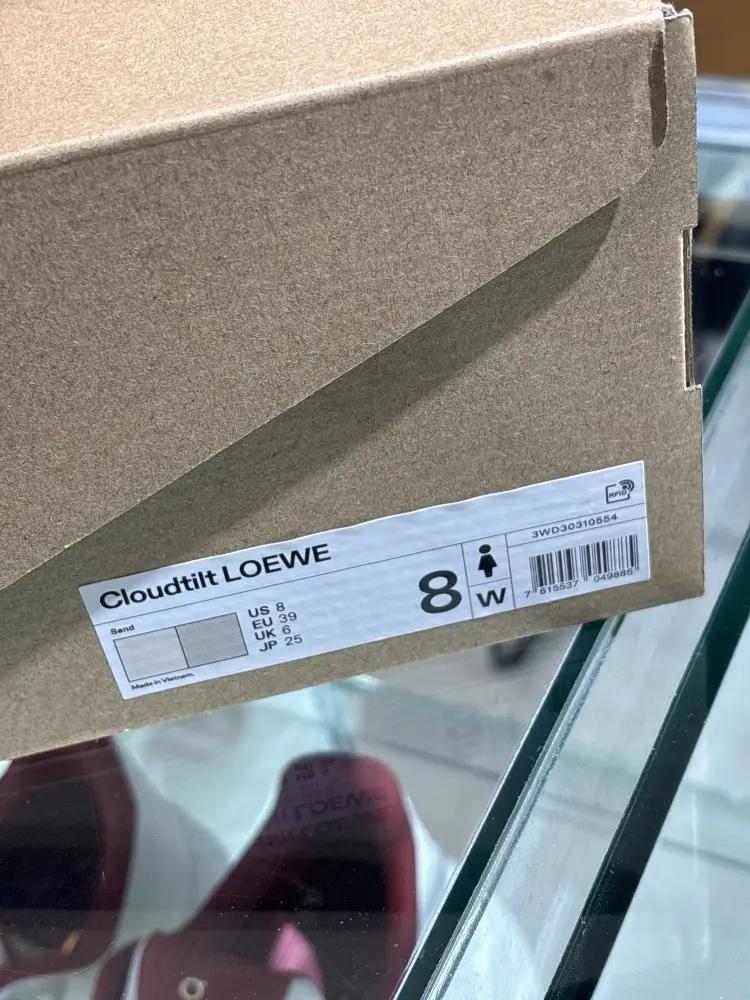 RFID
Cloudtilt LOEWE
3WD30310554
Sand
US 8
EU 39
UK 6
JP 25
8
W
7 615537 049885
Made in Vietnam.
LOEWE